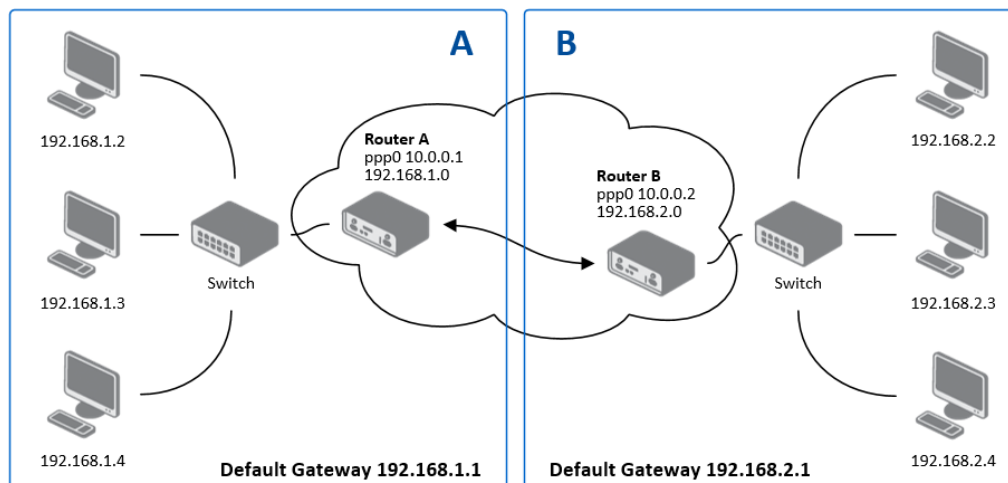 A
192.168.1.2
192.168.1.3
192.168.1.4
Switch
Router A
ppp0 10.0.0.1
192.168.1.0
Default Gateway 192.168.1.1
B
Router B
ppp0 10.0.0.2
192.168.2.0
Switch
192.168.2.2
192.168.2.3
192.168.2.4
Default Gateway 192.168.2.1